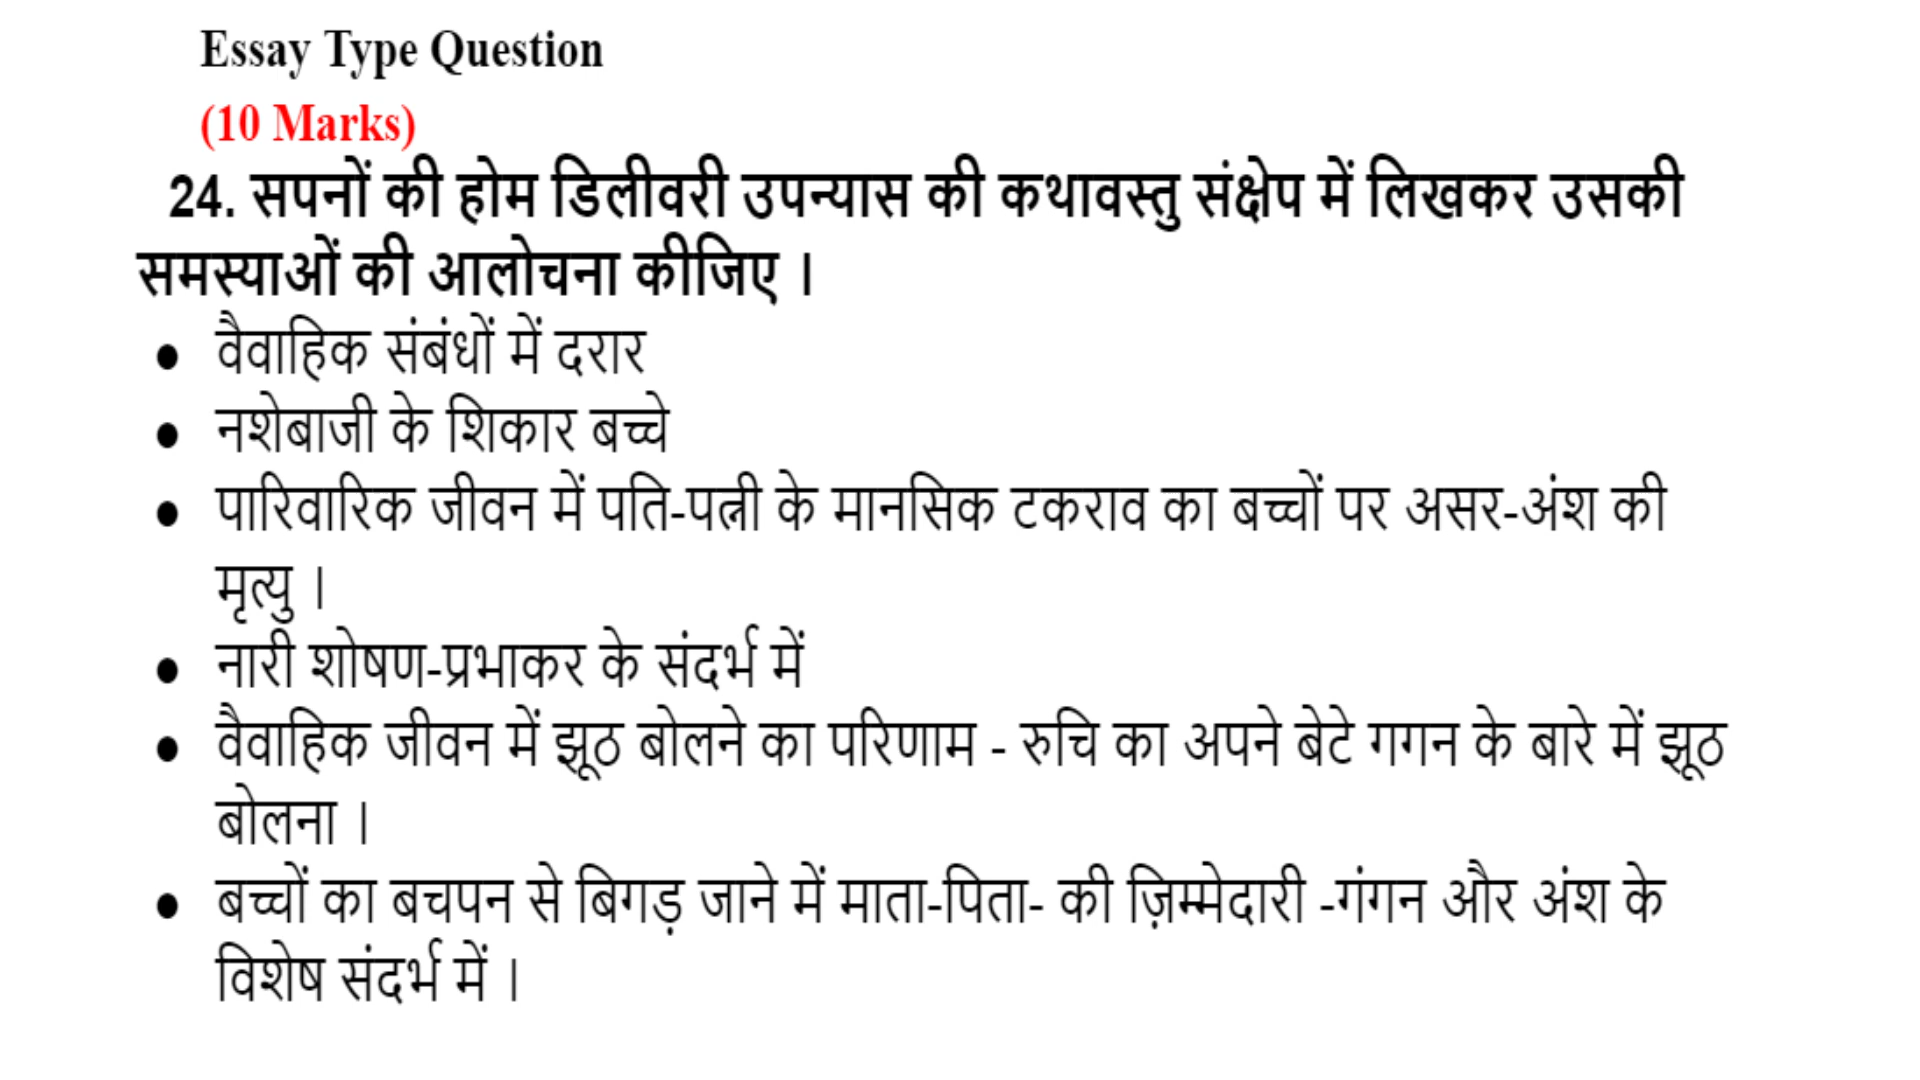 Essay Type Question
(10 Marks)
24. सपनों की होम डिलीवरी उपन्यास की कथावस्तु संक्षेप में लिखकर उसकी
समस्याओं की आलोचना कीजिए ।
● वैवाहिक संबंधों में दरार
● नशेबाजी के शिकार बच्चे
● पारिवारिक जीवन में पति-पत्नी के मानसिक टकराव का बच्चों पर असर-अंश की
मृत्यु ।
● नारी शोषण-प्रभाकर के संदर्भ में
● वैवाहिक जीवन में झूठ बोलने का परिणाम - रुचि का अपने बेटे गगन के बारे में झूठ
बोलना ।
● बच्चों का बचपन से बिगड़ जाने में माता-पिता- की ज़िम्मेदारी -गंगन और अंश के
विशेष संदर्भ में ।